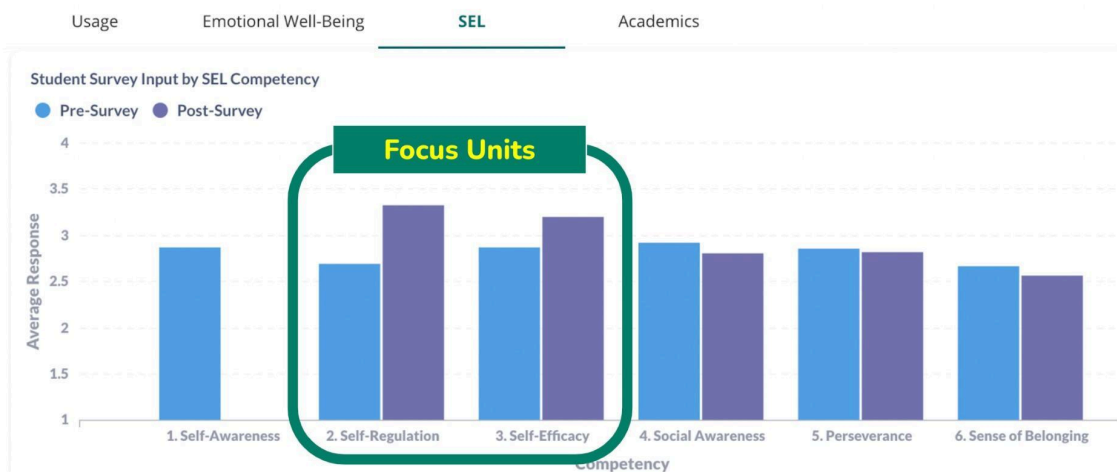 Usage Emotional Well-Being SEL Academics
Student Survey Input by SEL Competency
Pre-Survey Post-Survey
Focus Units
4
3.5
3
2.5
2
1.5
1
Average Response
1. Self-Awareness 2. Self-Regulation 3. Self-Efficacy 4. Social Awareness 5. Perseverance 6. Sense of Belonging
Competency